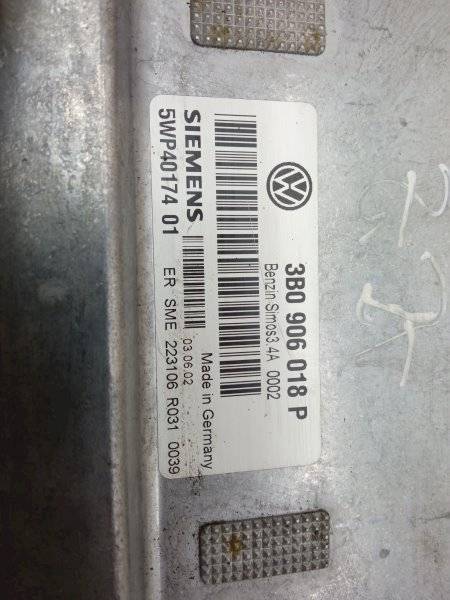 3B0 906 018 P
Benzin Simos3.4A 0002
Made in Germany
SIEMENS
03.06.02
5WP40174 01
ER SME 223106 R031 0039